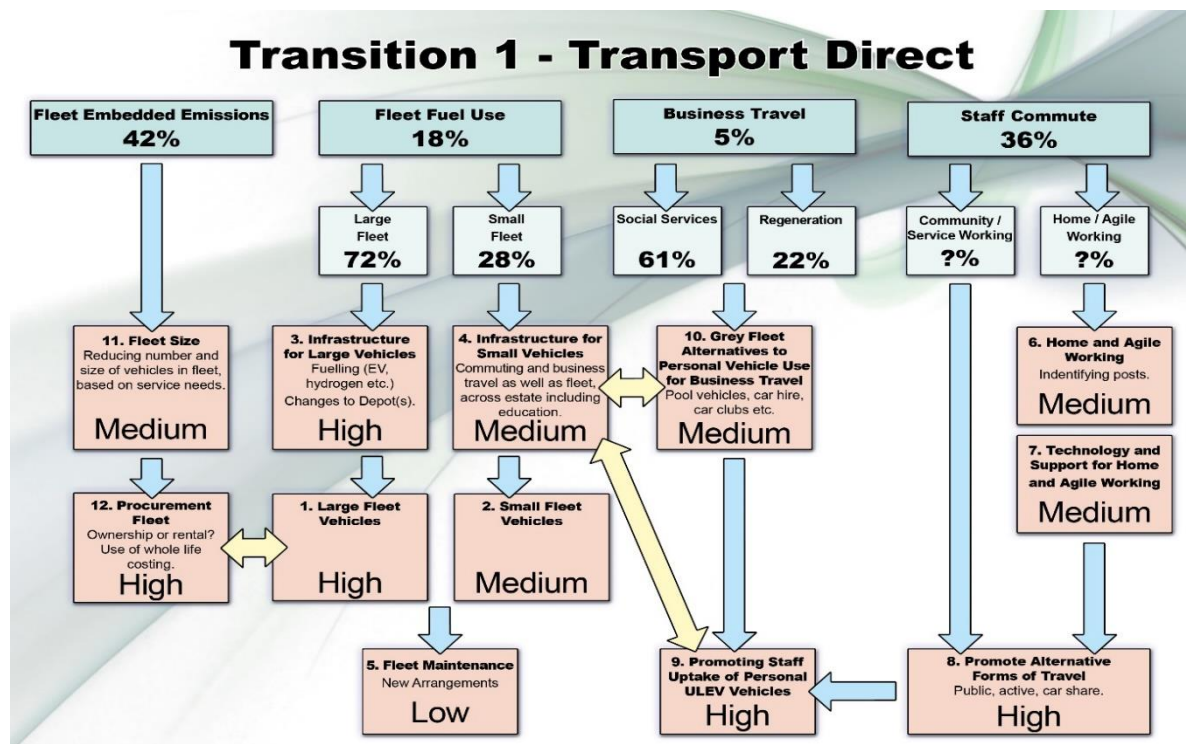 Transition 1 - Transport Direct
Fleet Embedded Emissions
42%
Fleet Fuel Use
18%
Business Travel
5%
Staff Commute
36%
Large
Fleet
72%
Small
Fleet
28%
Social Services
61%
Regeneration
22%
Community /
Service Working
?%
Home / Agile
Working
?%
11. Fleet Size
Reducing number and
size of vehicles in fleet,
based on service needs.
Medium
3. Infrastructure
for Large Vehicles
Fuelling (EV,
hydrogen etc.)
Changes to Depot(s).
High
4. Infrastructure for
Small Vehicles
Commuting and business
travel as well as fleet,
across estate including
education.
Medium
10. Grey Fleet
Alternatives to
Personal Vehicle Use
for Business Travel
Pool vehicles, car hire,
car clubs etc.
Medium
6. Home and Agile
Working
Indentifying posts.
Medium
7. Technology and
Support for Home
and Agile Working
Medium
12. Procurement
Fleet
Ownership or rental?
Use of whole life
costing.
High
1. Large Fleet
Vehicles
High
2. Small Fleet
Vehicles
Medium
5. Fleet Maintenance
New Arrangements
Low
9. Promoting Staff
Uptake of Personal
ULEV Vehicles
High
8. Promote Alternative
Forms of Travel
Public, active, car share.
High